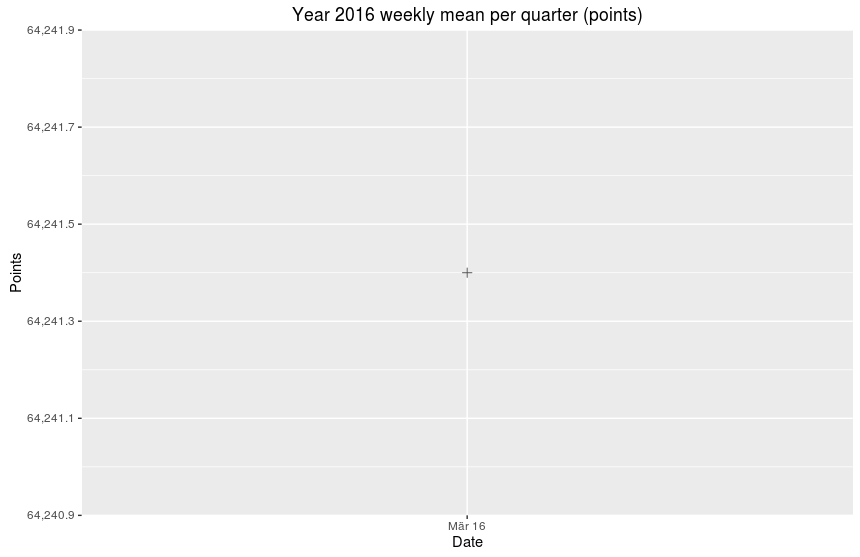 Year 2016 weekly mean per quarter (points)
64,241.9
64,241.7
64,241.5
64,241.3
64,241.1
64,240.9
Points
Mär 16
Date